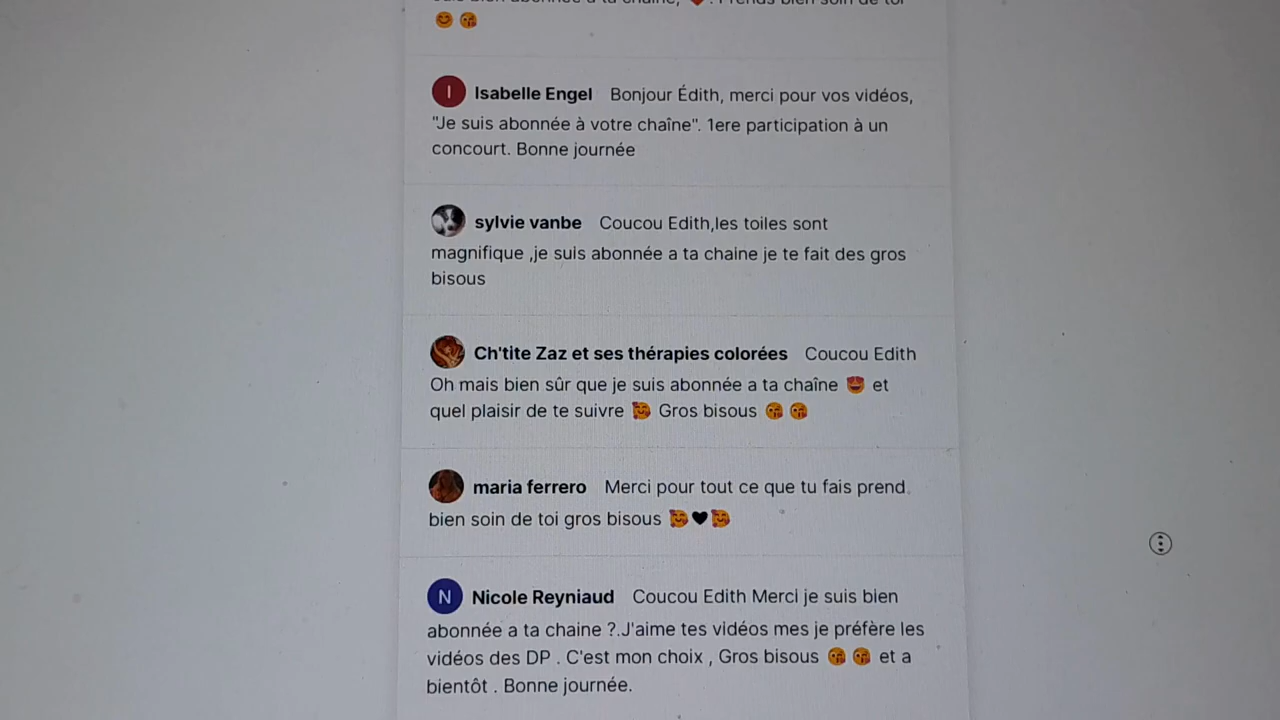 Prends bien soin de toi
😊 😘
I Isabelle Engel Bonjour Édith, merci pour vos vidéos,
"Je suis abonnée à votre chaîne". 1ere participation à un
concourt. Bonne journée
sylvie vanbe Coucou Edith,les toiles sont
magnifique ,je suis abonnée a ta chaine je te fait des gros
bisous
Ch'tite Zaz et ses thérapies colorées Coucou Edith
Oh mais bien sûr que je suis abonnée a ta chaîne 😍 et
quel plaisir de te suivre 🥰 Gros bisous 😘 😘
maria ferrero Merci pour tout ce que tu fais prend
bien soin de toi gros bisous 🥰🖤🥰
N Nicole Reyniaud Coucou Edith Merci je suis bien
abonnée a ta chaine ?.J'aime tes vidéos mes je préfère les
vidéos des DP . C'est mon choix , Gros bisous 😘 😘 et a
bientôt . Bonne journée.